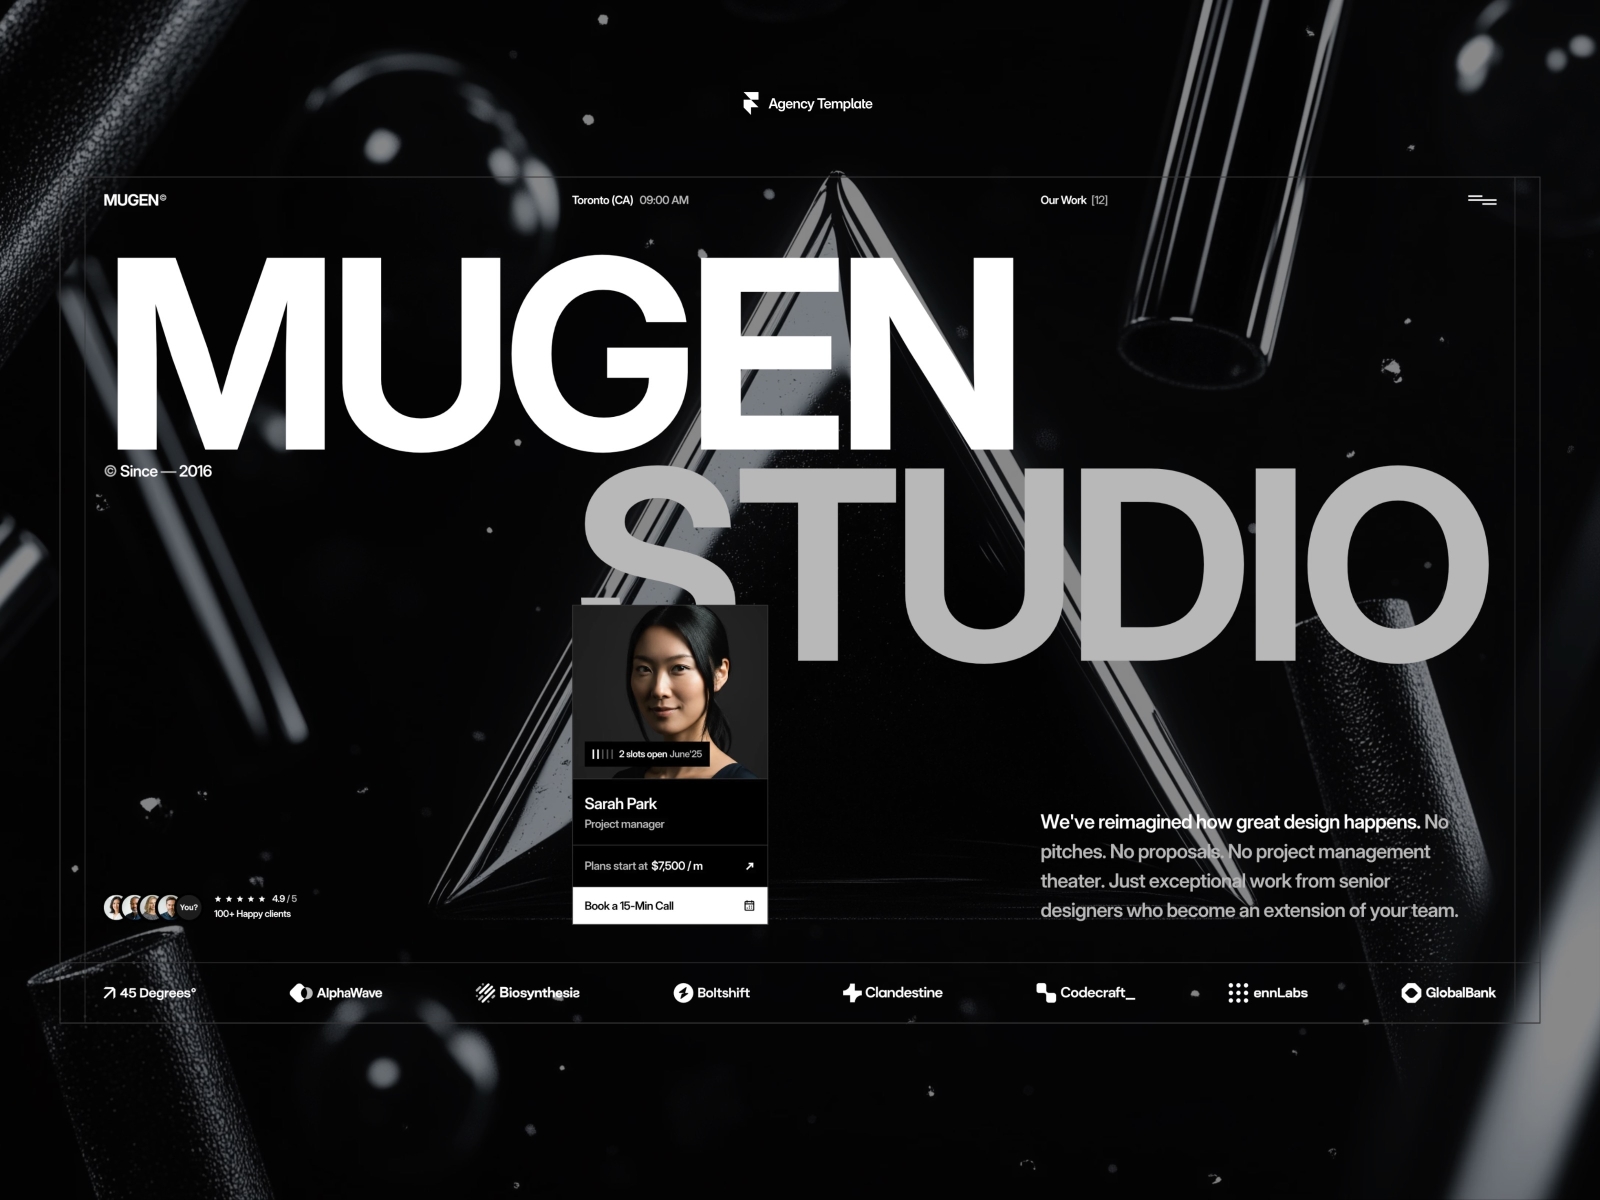 Agency Template
MUGEN©
Toronto (CA) 09:00 AM
Our Work [12]
MUGEN
© Since — 2016
STUDIO
2 slots open June'25
Sarah Park
Project manager
Plans start at $7,500 / m
Book a 15-Min Call
We've reimagined how great design happens. No
pitches. No proposals. No project management
theater. Just exceptional work from senior
designers who become an extension of your team.
You?
4.9 / 5
100+ Happy clients
45 Degrees°
AlphaWave
Biosynthesis
Boltshift
Clandestine
Codecraft_
ennLabs
GlobalBank